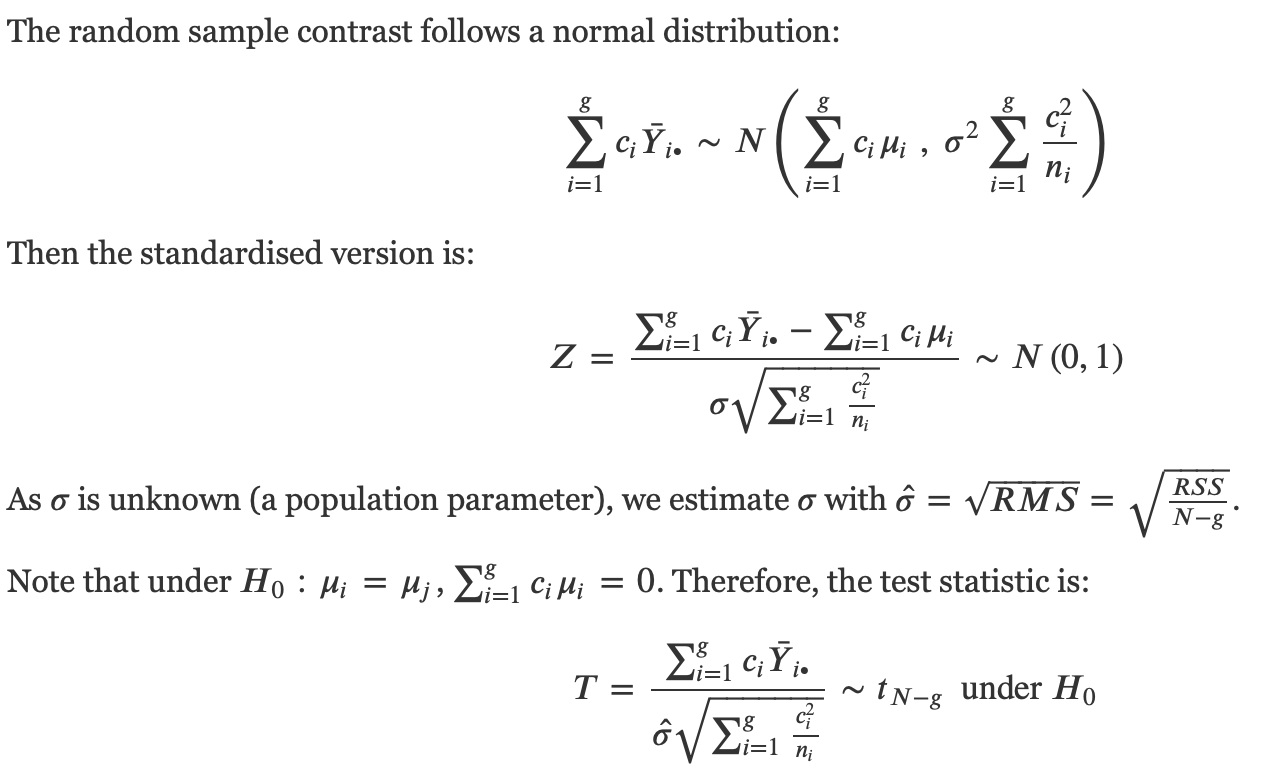 The random sample contrast follows a normal distribution:
$\sum_{i=1}^{g} c_i \bar{Y}_{i\bullet} \sim N\left(\sum_{i=1}^{g} c_i \mu_i , \sigma^2 \sum_{i=1}^{g} \frac{c_i^2}{n_i}\right)$
Then the standardised version is:
$Z = \frac{\sum_{i=1}^{g} c_i \bar{Y}_{i\bullet} - \sum_{i=1}^{g} c_i \mu_i}{\sigma \sqrt{\sum_{i=1}^{g} \frac{c_i^2}{n_i}}} \sim N(0, 1)$
As $\sigma$ is unknown (a population parameter), we estimate $\sigma$ with $\hat{\sigma} = \sqrt{RMS} = \sqrt{\frac{RSS}{N-g}}$.
Note that under $H_0 : \mu_i = \mu_j, \sum_{i=1}^{g} c_i \mu_i = 0$. Therefore, the test statistic is:
$T = \frac{\sum_{i=1}^{g} c_i \bar{Y}_{i\bullet}}{\hat{\sigma} \sqrt{\sum_{i=1}^{g} \frac{c_i^2}{n_i}}} \sim t_{N-g}$ under $H_0$